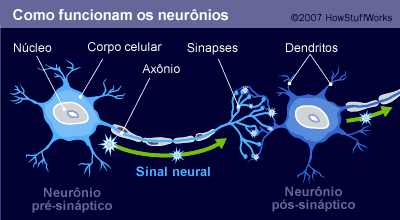 Como funcionam os neurônios
©2007 HowStuffWorks
Núcleo
Corpo celular
Sinapses
Dendritos
Axônio
Sinal neural
Neurônio
pré-sináptico
Neurônio
pós-sináptico